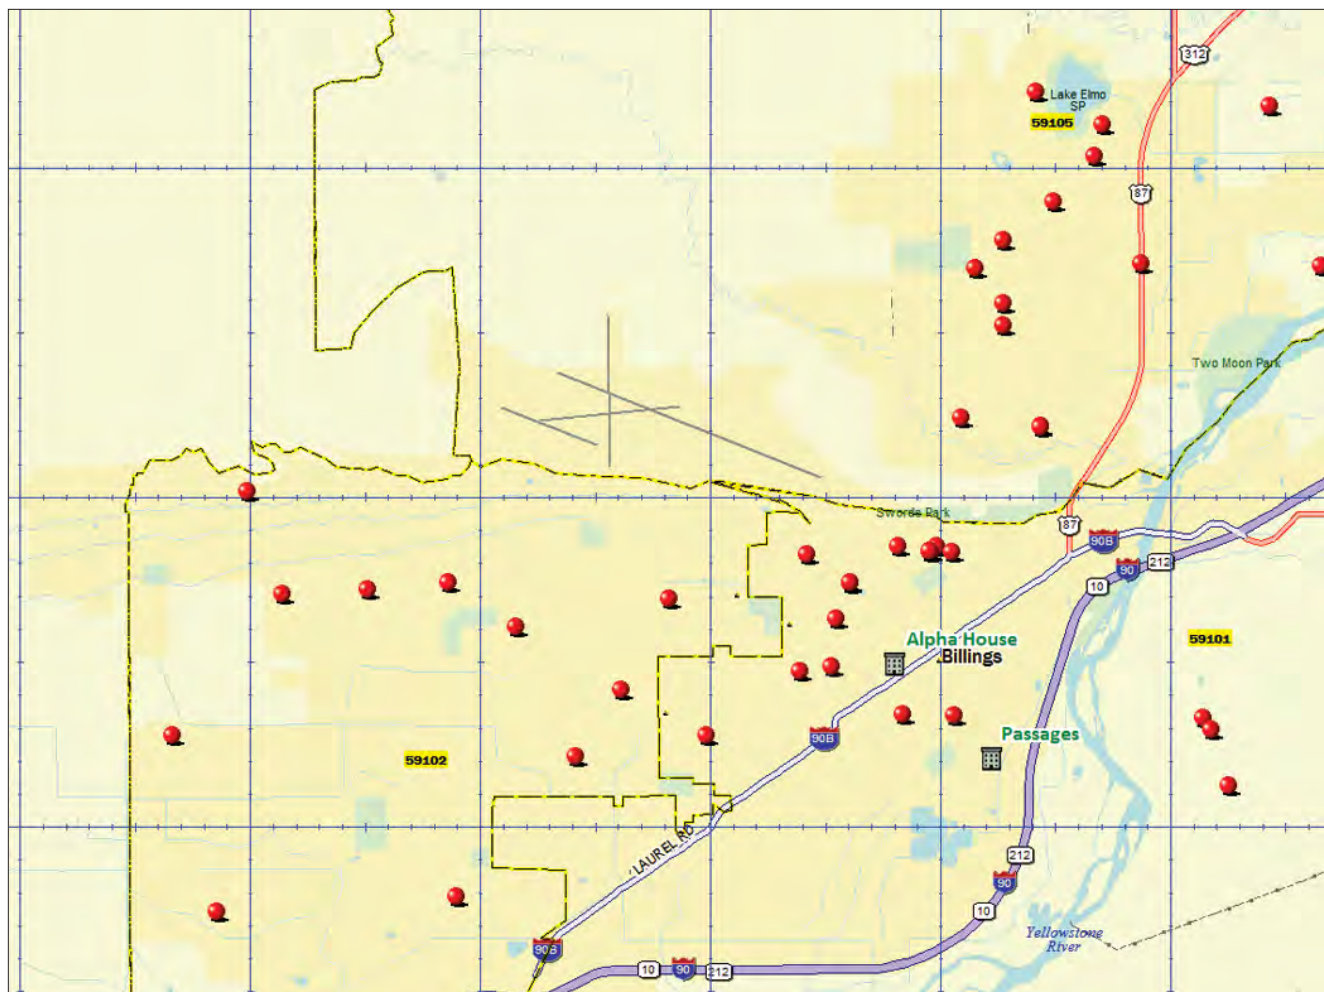 312
Lake Elmo
SP
59105
87
Two Moon Park
Swords Park
87
90B
90
212
10
Alpha House
Billings
59101
Passages
90B
59102
LAUREL RD
212
90
10
Yellowstone
River
90B
10
90
212